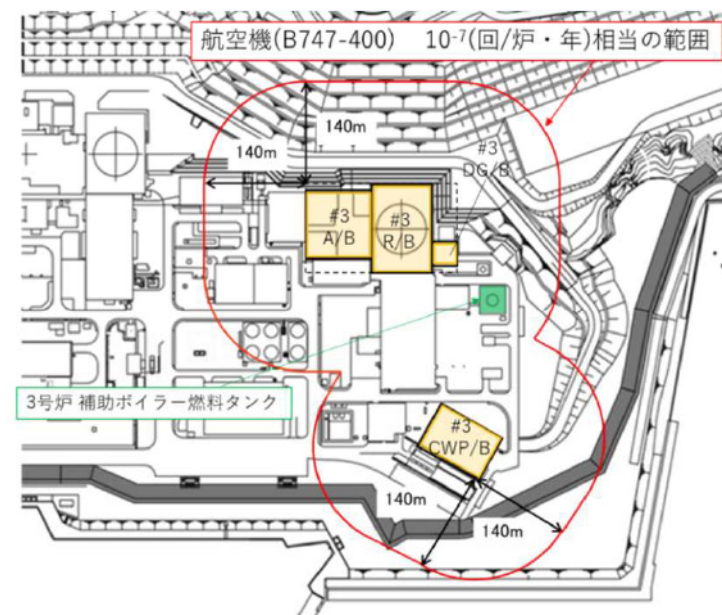 航空機(B747-400)　10⁻⁷(回/炉・年)相当の範囲
140m
140m
#3
DG/B
#3
A/B
#3
R/B
3号炉 補助ボイラー燃料タンク
#3
CWP/B
140m
140m